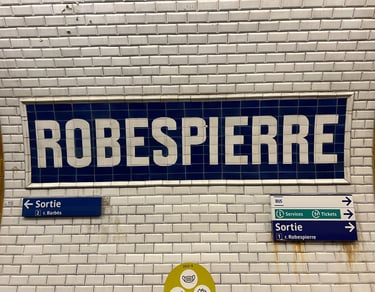 ROBESPIERRE
← Sortie
2 r. Barbès
BUS →
Services Tickets →
Sortie →
1 r. Robespierre